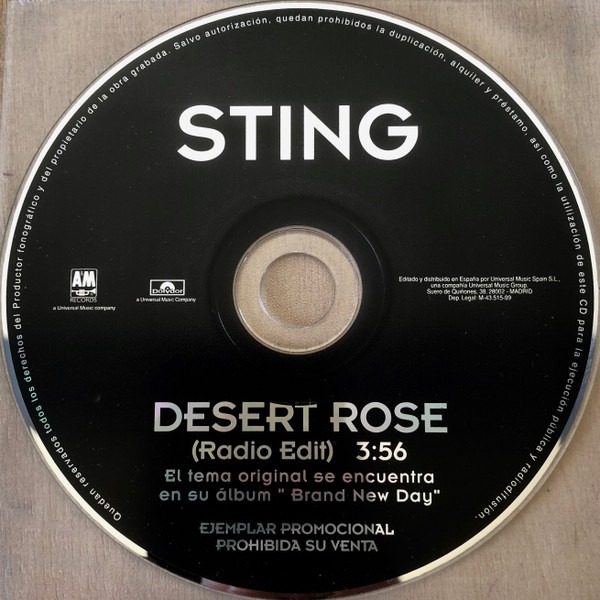 Quedan reservados todos los derechos del Productor fonográfico y del propietario de la obra grabada. Salvo autorización, quedan prohibidos la duplicación, alquiler y préstamo, así como la utilización de este CD para la ejecución pública y radiodifusión.
STING
A&M
RECORDS
a Universal Music company
Polydor
a Universal Music Company
Editado y distribuido en España por Universal Music Spain S.L.,
una compañía Universal Music Group.
Suero de Quiñones, 38. 28002 - MADRID
Dep. Legal: M-43.515-99
DESERT ROSE
(Radio Edit) 3:56
El tema original se encuentra
en su álbum " Brand New Day"
EJEMPLAR PROMOCIONAL
PROHIBIDA SU VENTA